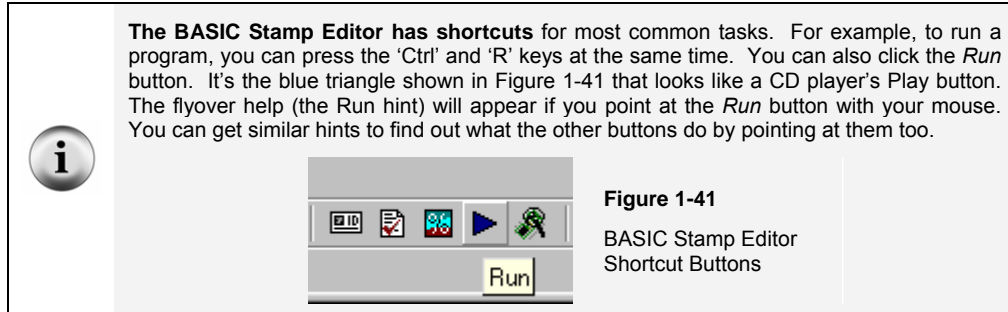 The BASIC Stamp Editor has shortcuts for most common tasks. For example, to run a
program, you can press the ‘Ctrl’ and ‘R’ keys at the same time. You can also click the Run
button. It’s the blue triangle shown in Figure 1-41 that looks like a CD player’s Play button.
The flyover help (the Run hint) will appear if you point at the Run button with your mouse.
You can get similar hints to find out what the other buttons do by pointing at them too.
i
ID
Run
Figure 1-41
BASIC Stamp Editor
Shortcut Buttons